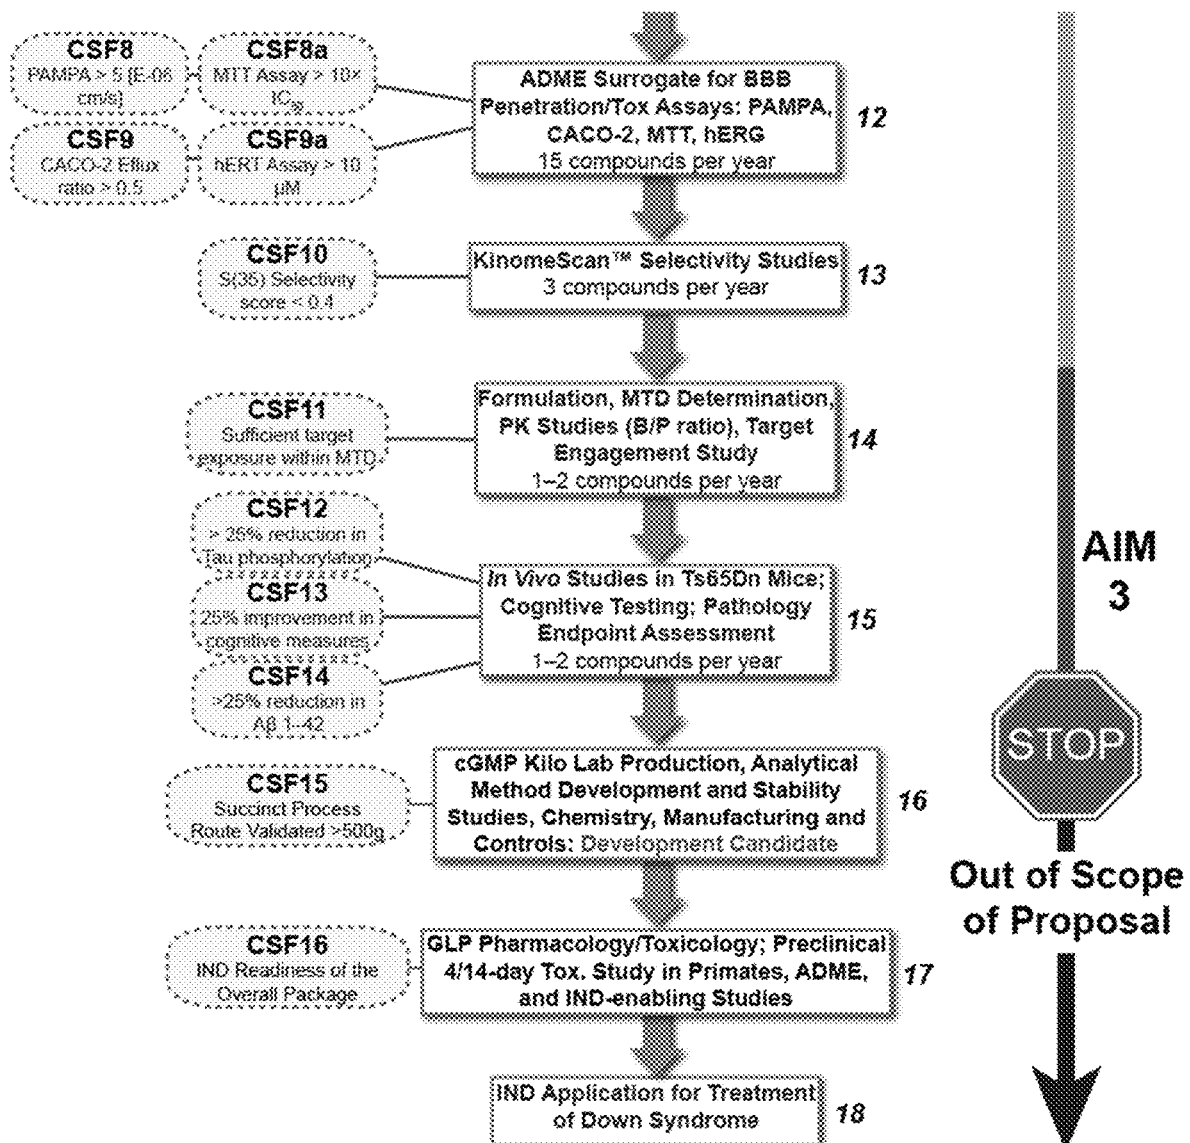 CSF8
PAMPA > 5 [E-06
cm/s]
CSF8a
MTT Assay > 10×
IC50
CSF9
CACO-2 Efflux
ratio > 0.5
CSF9a
hERT Assay > 10
µM
ADME Surrogate for BBB
Penetration/Tox Assays: PAMPA,
CACO-2, MTT, hERG
15 compounds per year
12
CSF10
S(35) Selectivity
score < 0.4
KinomeScan™ Selectivity Studies
3 compounds per year
13
CSF11
Sufficient target
exposure within MTD
Formulation, MTD Determination,
PK Studies (B/P ratio), Target
Engagement Study
1–2 compounds per year
14
CSF12
> 25% reduction in
Tau phosphorylation
CSF13
25% improvement in
cognitive measures
CSF14
>25% reduction in
Aβ 1–42
In Vivo Studies in Ts65Dn Mice;
Cognitive Testing; Pathology
Endpoint Assessment
1–2 compounds per year
15
AIM
3
STOP
CSF15
Succinct Process
Route Validated >500g
cGMP Kilo Lab Production, Analytical
Method Development and Stability
Studies, Chemistry, Manufacturing and
Controls: Development Candidate
16
Out of Scope
of Proposal
CSF16
IND Readiness of the
Overall Package
GLP Pharmacology/Toxicology; Preclinical
4/14-day Tox. Study in Primates, ADME,
and IND-enabling Studies
17
IND Application for Treatment
of Down Syndrome
18